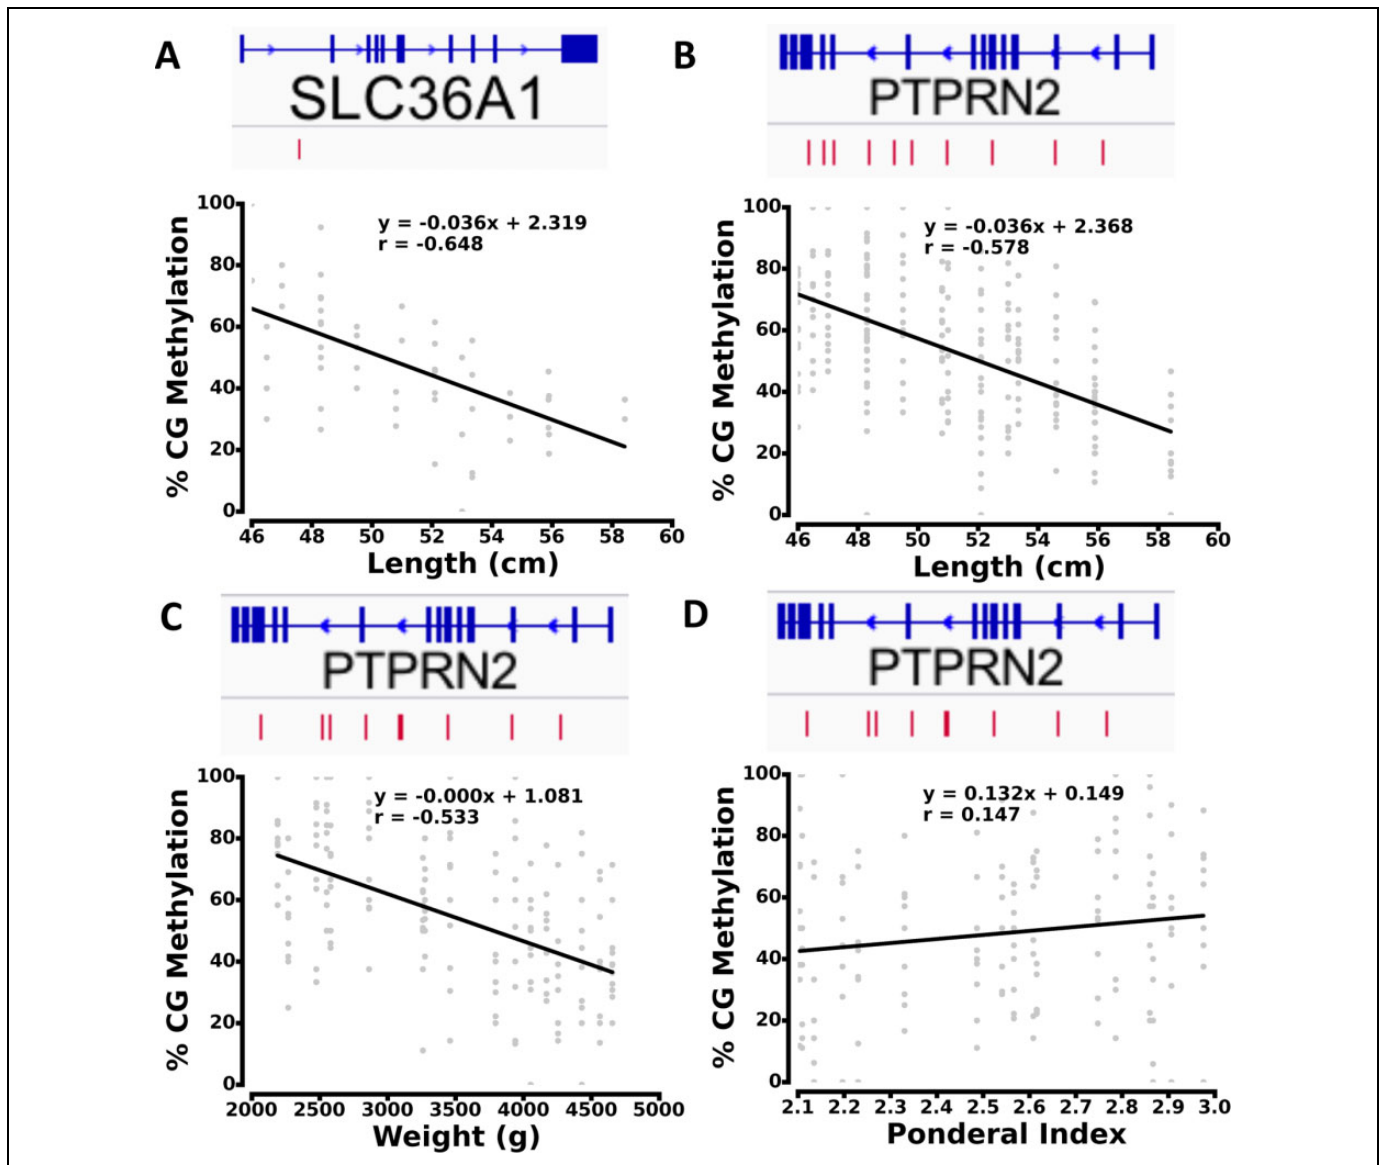 A
SLC36A1
y = -0.036x + 2.319
r = -0.648
% CG Methylation
100
80
60
40
20
0
46 48 50 52 54 56 58 60
Length (cm)
B
PTPRN2
y = -0.036x + 2.368
r = -0.578
% CG Methylation
100
80
60
40
20
0
46 48 50 52 54 56 58 60
Length (cm)
C
PTPRN2
y = -0.000x + 1.081
r = -0.533
% CG Methylation
100
80
60
40
20
0
2000 2500 3000 3500 4000 4500 5000
Weight (g)
D
PTPRN2
y = 0.132x + 0.149
r = 0.147
% CG Methylation
100
80
60
40
20
0
2.1 2.2 2.3 2.4 2.5 2.6 2.7 2.8 2.9 3.0
Ponderal Index